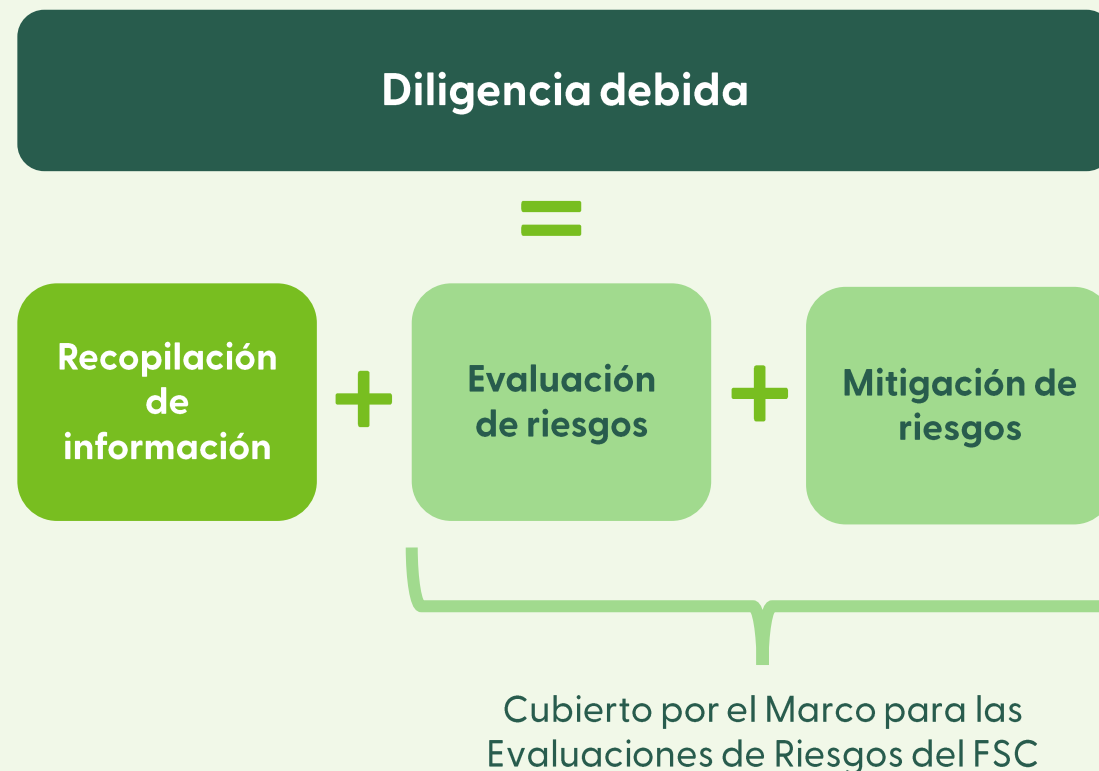 Diligencia debida
=
Recopilación
de
información
+
Evaluación
de riesgos
+
Mitigación de
riesgos
Cubierto por el Marco para las
Evaluaciones de Riesgos del FSC